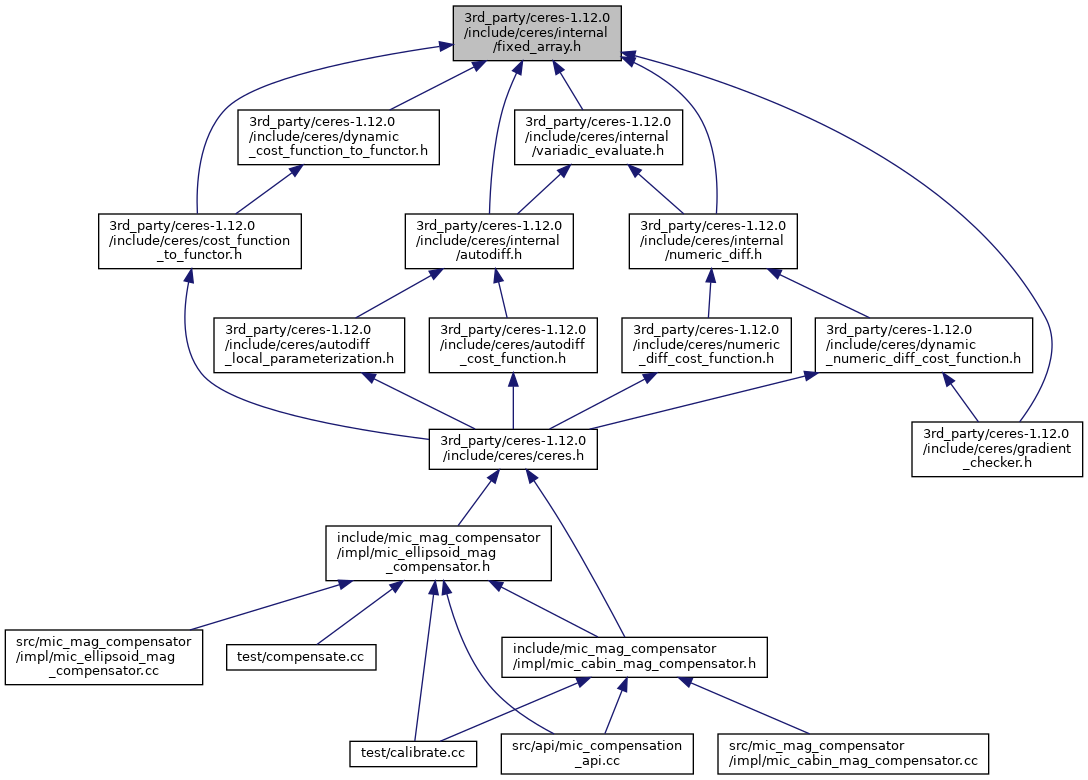 3rd_party/ceres-1.12.0
/include/ceres/internal
/fixed_array.h
3rd_party/ceres-1.12.0
/include/ceres/dynamic
_cost_function_to_functor.h
3rd_party/ceres-1.12.0
/include/ceres/internal
/variadic_evaluate.h
3rd_party/ceres-1.12.0
/include/ceres/cost_function
_to_functor.h
3rd_party/ceres-1.12.0
/include/ceres/internal
/autodiff.h
3rd_party/ceres-1.12.0
/include/ceres/internal
/numeric_diff.h
3rd_party/ceres-1.12.0
/include/ceres/autodiff
_local_parameterization.h
3rd_party/ceres-1.12.0
/include/ceres/autodiff
_cost_function.h
3rd_party/ceres-1.12.0
/include/ceres/numeric
_diff_cost_function.h
3rd_party/ceres-1.12.0
/include/ceres/dynamic
_numeric_diff_cost_function.h
3rd_party/ceres-1.12.0
/include/ceres/ceres.h
3rd_party/ceres-1.12.0
/include/ceres/gradient
_checker.h
include/mic_mag_compensator
/impl/mic_ellipsoid_mag
_compensator.h
src/mic_mag_compensator
/impl/mic_ellipsoid_mag
_compensator.cc
test/compensate.cc
include/mic_mag_compensator
/impl/mic_cabin_mag_compensator.h
test/calibrate.cc
src/api/mic_compensation
_api.cc
src/mic_mag_compensator
/impl/mic_cabin_mag_compensator.cc